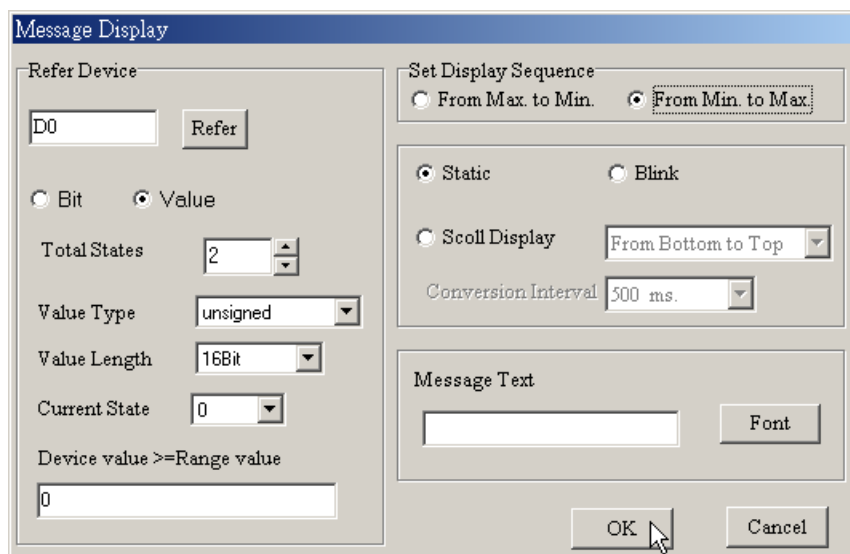 Message Display
Refer Device
D0
Refer
Bit
Value
Total States
2
Value Type
unsigned
Value Length
16Bit
Current State
0
Device value >=Range value
0
Set Display Sequence
From Max. to Min.
From Min. to Max.
Static
Blink
Scoll Display
From Bottom to Top
Conversion Interval
500 ms.
Message Text
Font
OK
Cancel